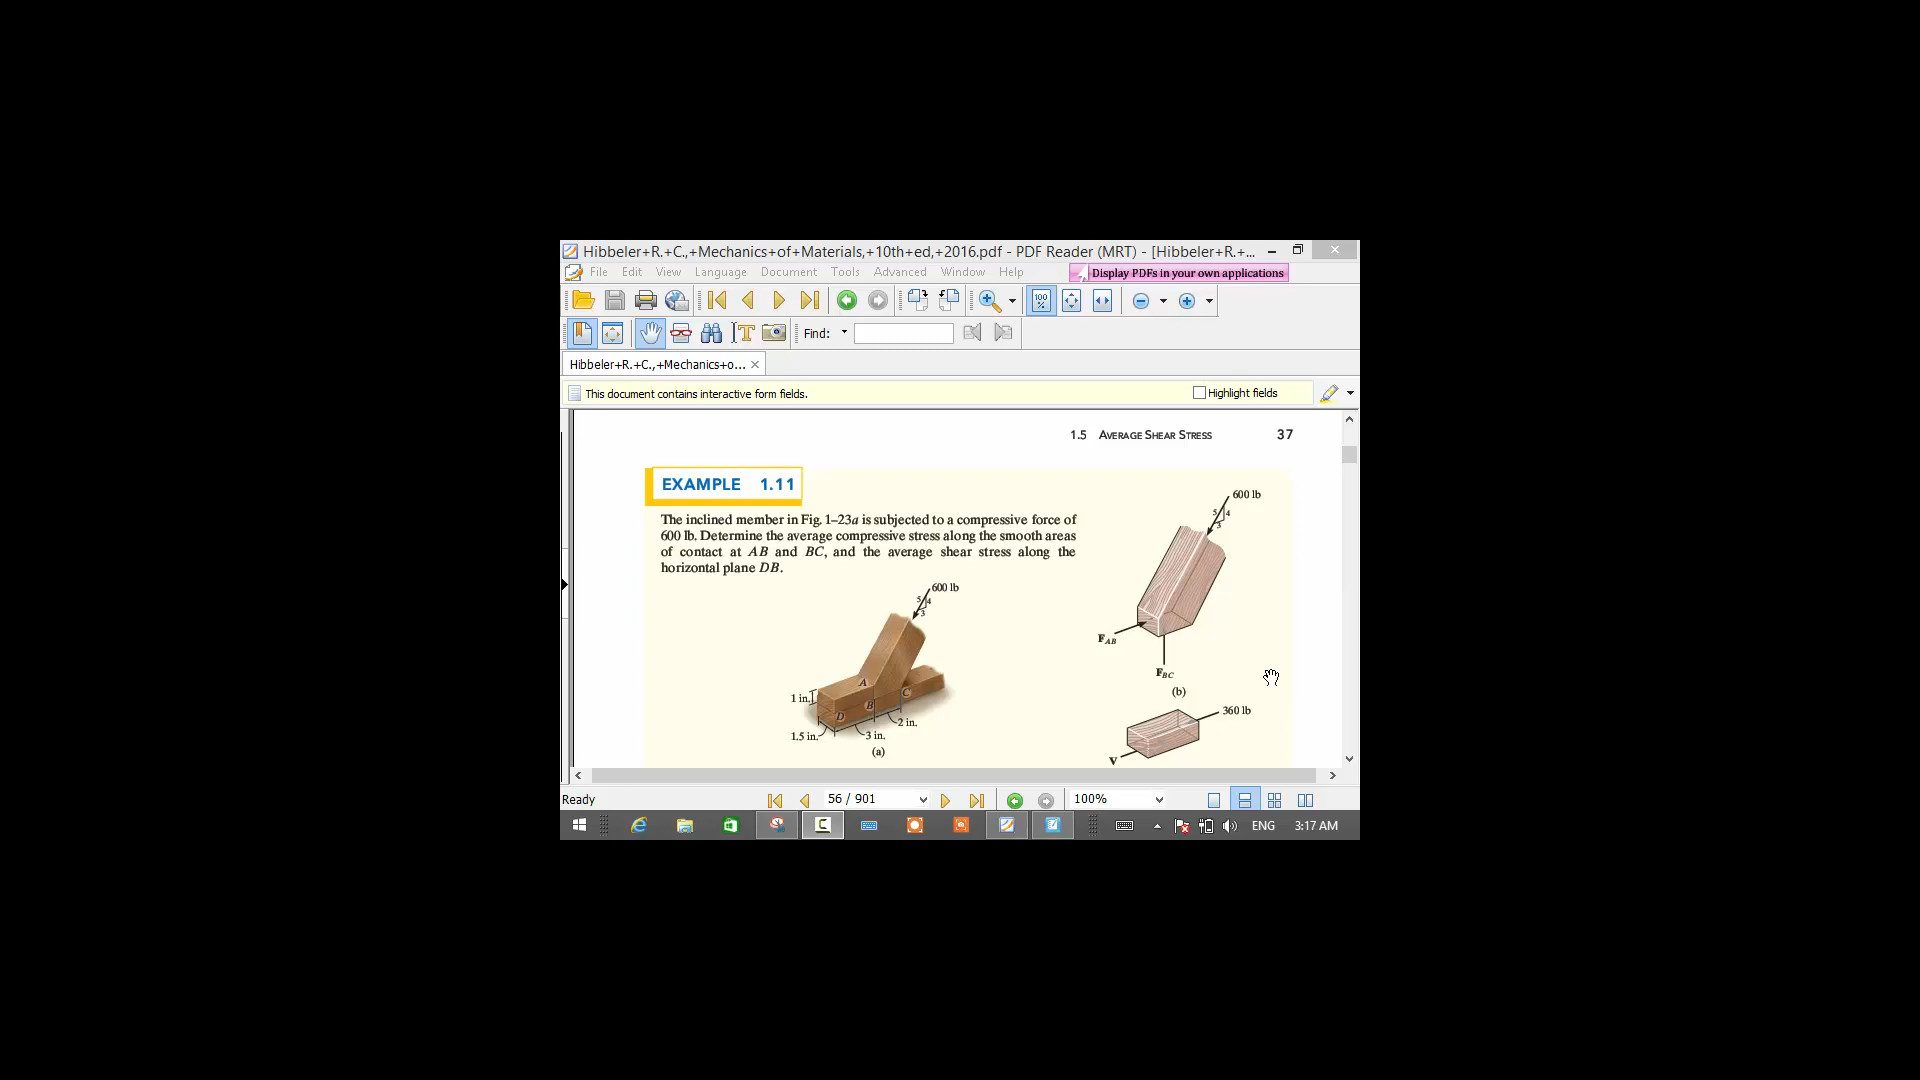 Hibbeler+R.+C.,+Mechanics+of+Materials,+10th+ed,+2016.pdf - PDF Reader (MRT) - [Hibbeler+R.+...
File Edit View Language Document Tools Advanced Window Help
Display PDFs in your own applications
100 %
Find:
Hibbeler+R.+C.,+Mechanics+o...
This document contains interactive form fields.
Highlight fields
1.5 AVERAGE SHEAR STRESS 37
EXAMPLE 1.11
The inclined member in Fig. 1–23a is subjected to a compressive force of
600 lb. Determine the average compressive stress along the smooth areas
of contact at AB and BC, and the average shear stress along the
horizontal plane DB.
600 lb
5 4
3
A
C
B
D
1 in.
2 in.
1.5 in.
3 in.
(a)
600 lb
5 4
3
FAB
FBC
(b)
360 lb
V
Ready
56 / 901
100%
ENG
3:17 AM